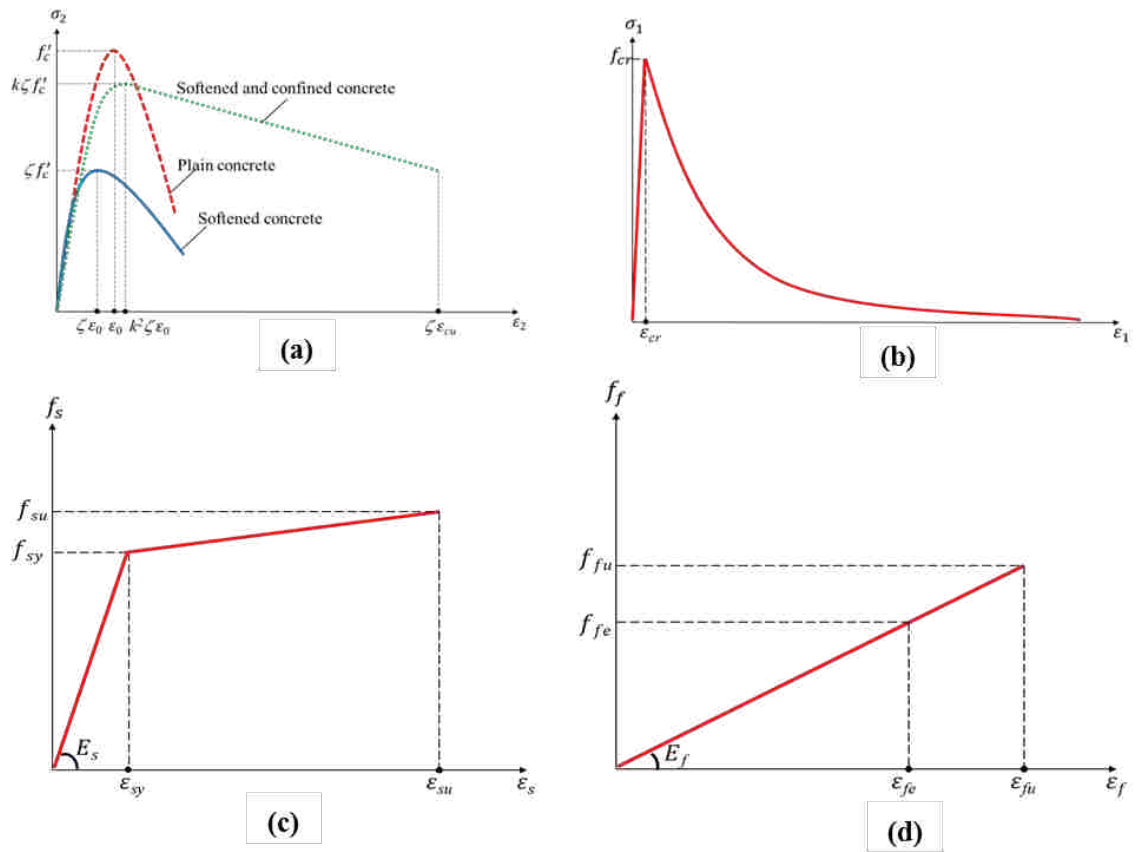 σ₂
f′c
kζf′c
ζf′c
Softened and confined concrete
Plain concrete
Softened concrete
ζε₀ ε₀ k²ζε₀ ζεcu ε₂
(a)
σ₁
fcr
εcr ε₁
(b)
fs
fsu
fsy
Es
εsy εsu εs
(c)
ff
ffu
ffe
Ef
εfe εfu εf
(d)